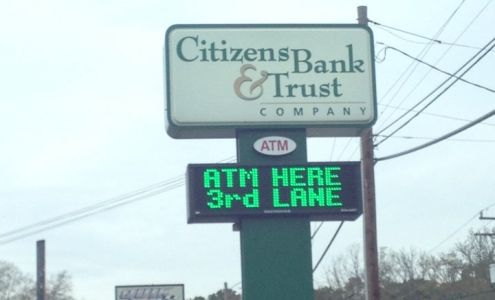 Citizens Bank
& Trust
COMPANY
ATM
ATM HERE
3rd LANE